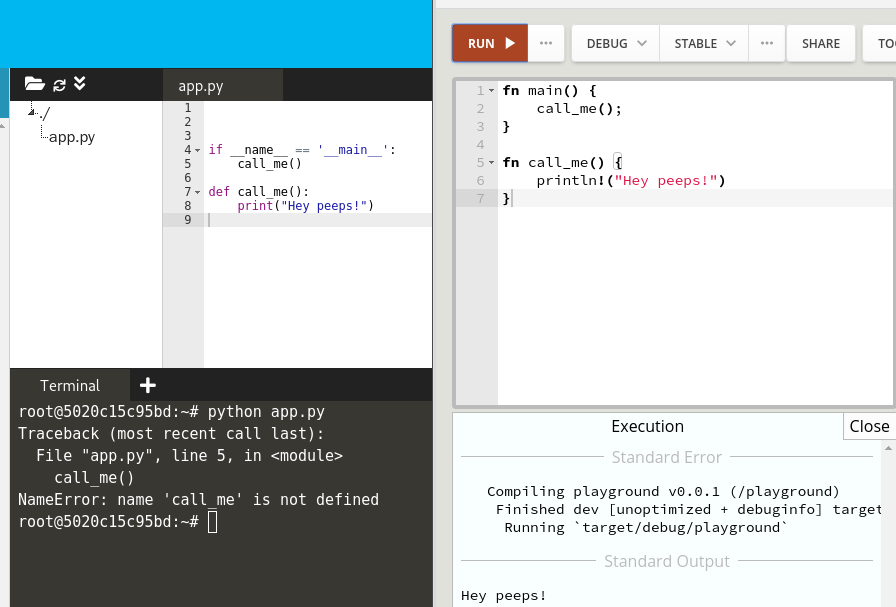 app.py
./
app.py
1
2
3
4 if __name__ == '__main__':
5     call_me()
6
7 def call_me():
8     print("Hey peeps!")
9
Terminal
root@5020c15c95bd:~# python app.py
Traceback (most recent call last):
  File "app.py", line 5, in <module>
    call_me()
NameError: name 'call_me' is not defined
root@5020c15c95bd:~#
RUN ··· DEBUG STABLE ··· SHARE TO
1 fn main() {
2     call_me();
3 }
4
5 fn call_me() {
6     println!("Hey peeps!")
7 }
Execution Close
Standard Error
   Compiling playground v0.0.1 (/playground)
    Finished dev [unoptimized + debuginfo] target
     Running `target/debug/playground`
Standard Output
Hey peeps!